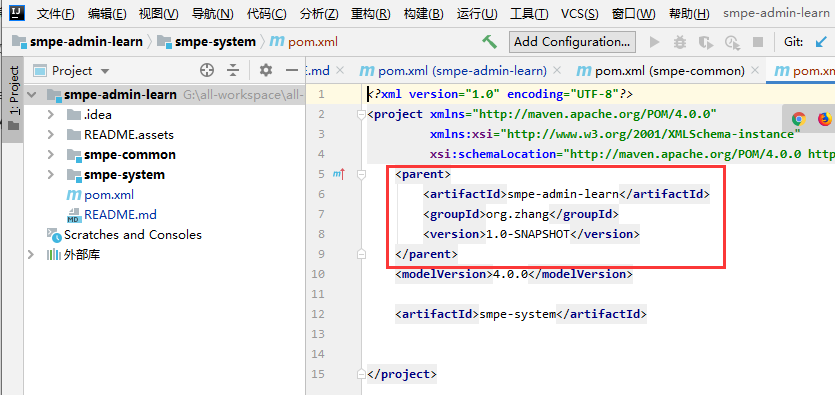 IJ 文件(F) 编辑(E) 视图(V) 导航(N) 代码(C) 分析(Z) 重构(R) 构建(B) 运行(U) 工具(T) VCS(S) 窗口(W) 帮助(H) smpe-admin-learn
smpe-admin-learn smpe-system pom.xml Add Configuration... Git:
1: Project
Project
.md pom.xml (smpe-admin-learn) pom.xml (smpe-common) pom.xm
smpe-admin-learn G:\all-workspace\all-
.idea
README.assets
smpe-common
smpe-system
pom.xml
README.md
Scratches and Consoles
外部库
1 <?xml version="1.0" encoding="UTF-8"?>
2 <project xmlns="http://maven.apache.org/POM/4.0.0"
3 xmlns:xsi="http://www.w3.org/2001/XMLSchema-instance"
4 xsi:schemaLocation="http://maven.apache.org/POM/4.0.0 http
5 <parent>
6 <artifactId>smpe-admin-learn</artifactId>
7 <groupId>org.zhang</groupId>
8 <version>1.0-SNAPSHOT</version>
9 </parent>
10 <modelVersion>4.0.0</modelVersion>
11
12 <artifactId>smpe-system</artifactId>
13
14
15 </project>